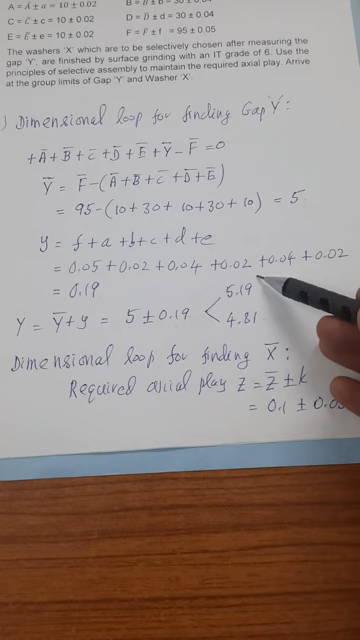 A = A̅ ± a = 10 ± 0.02
C = C̅ ± c = 10 ± 0.02
D = D̅ ± d = 30 ± 0.04
E = E̅ ± e = 10 ± 0.02
F = F̅ ± f = 95 ± 0.05
The washers 'X' which are to be selectively chosen after measuring the
gap 'Y', are finished by surface grinding with an IT grade of 6. Use the
principles of selective assembly to maintain the required axial play. Arrive
at the group limits of Gap 'Y' and Washer 'X'.
) Dimensional loop for finding Gap Y :
+A̅ + B̅ + C̅ + D̅ + E̅ + Y̅ – F̅ = 0
Y̅ = F̅ – (A̅ + B̅ + C̅ + D̅ + E̅)
= 95 – (10 + 30 + 10 + 30 + 10) = 5.
y = f + a + b + c + d + e
= 0.05 + 0.02 + 0.04 + 0.02 + 0.04 + 0.02
= 0.19
5.19
Y = Y̅ + y = 5 ± 0.19
4.81
Dimensional loop for finding X̅ :
Required axial play Z = Z̅ ± k
= 0.1 ± 0.05